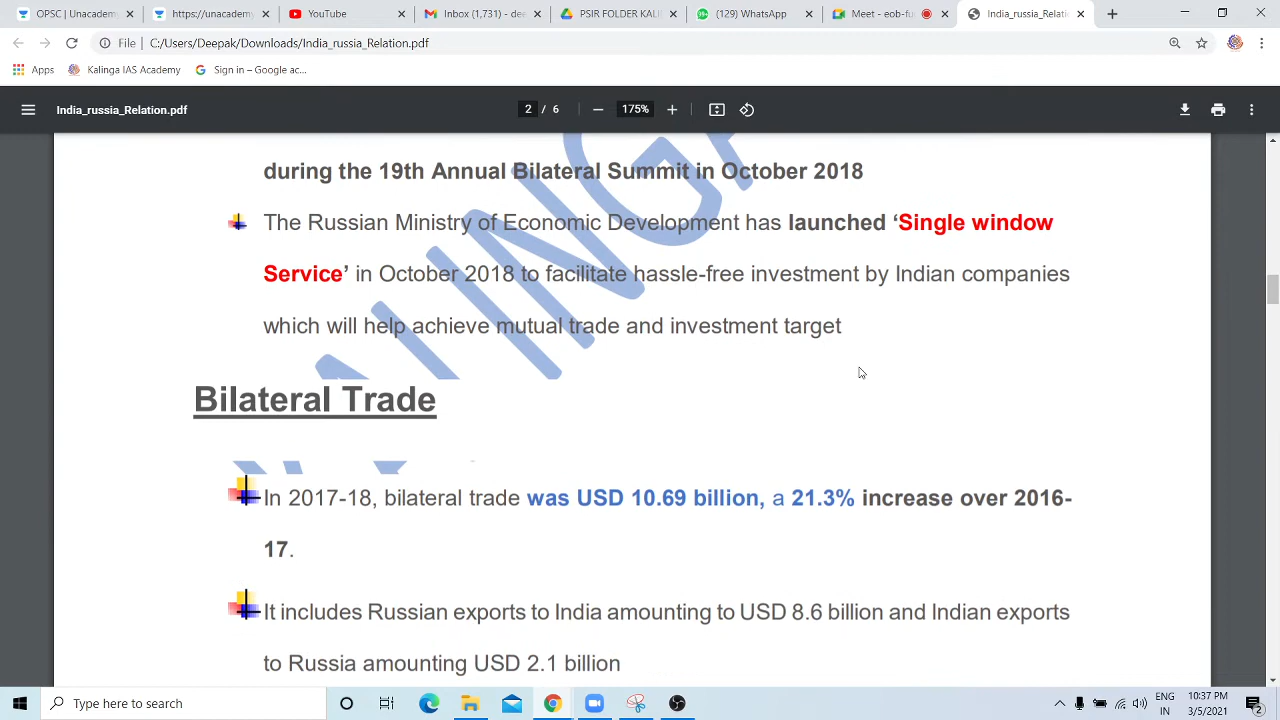 OPSC Demo
https://unacademy
YouTube
Inbox (1,731) - dee
PSB FOLDER KALI
(129) WhatsApp
Meet - eob-fu
India_russia_Relati
File | C:/Users/Deepak/Downloads/India_russia_Relation.pdf
Apps Kalinga IAS Academy Sign in – Google ac...
India_russia_Relation.pdf 2 / 6 175%
during the 19th Annual Bilateral Summit in October 2018
The Russian Ministry of Economic Development has launched ‘Single window
Service’ in October 2018 to facilitate hassle-free investment by Indian companies
which will help achieve mutual trade and investment target
Bilateral Trade
In 2017-18, bilateral trade was USD 10.69 billion, a 21.3% increase over 2016-
17.
It includes Russian exports to India amounting to USD 8.6 billion and Indian exports
to Russia amounting USD 2.1 billion
Type here to search
ENG
IN
10:37 PM
3/5/2021
2